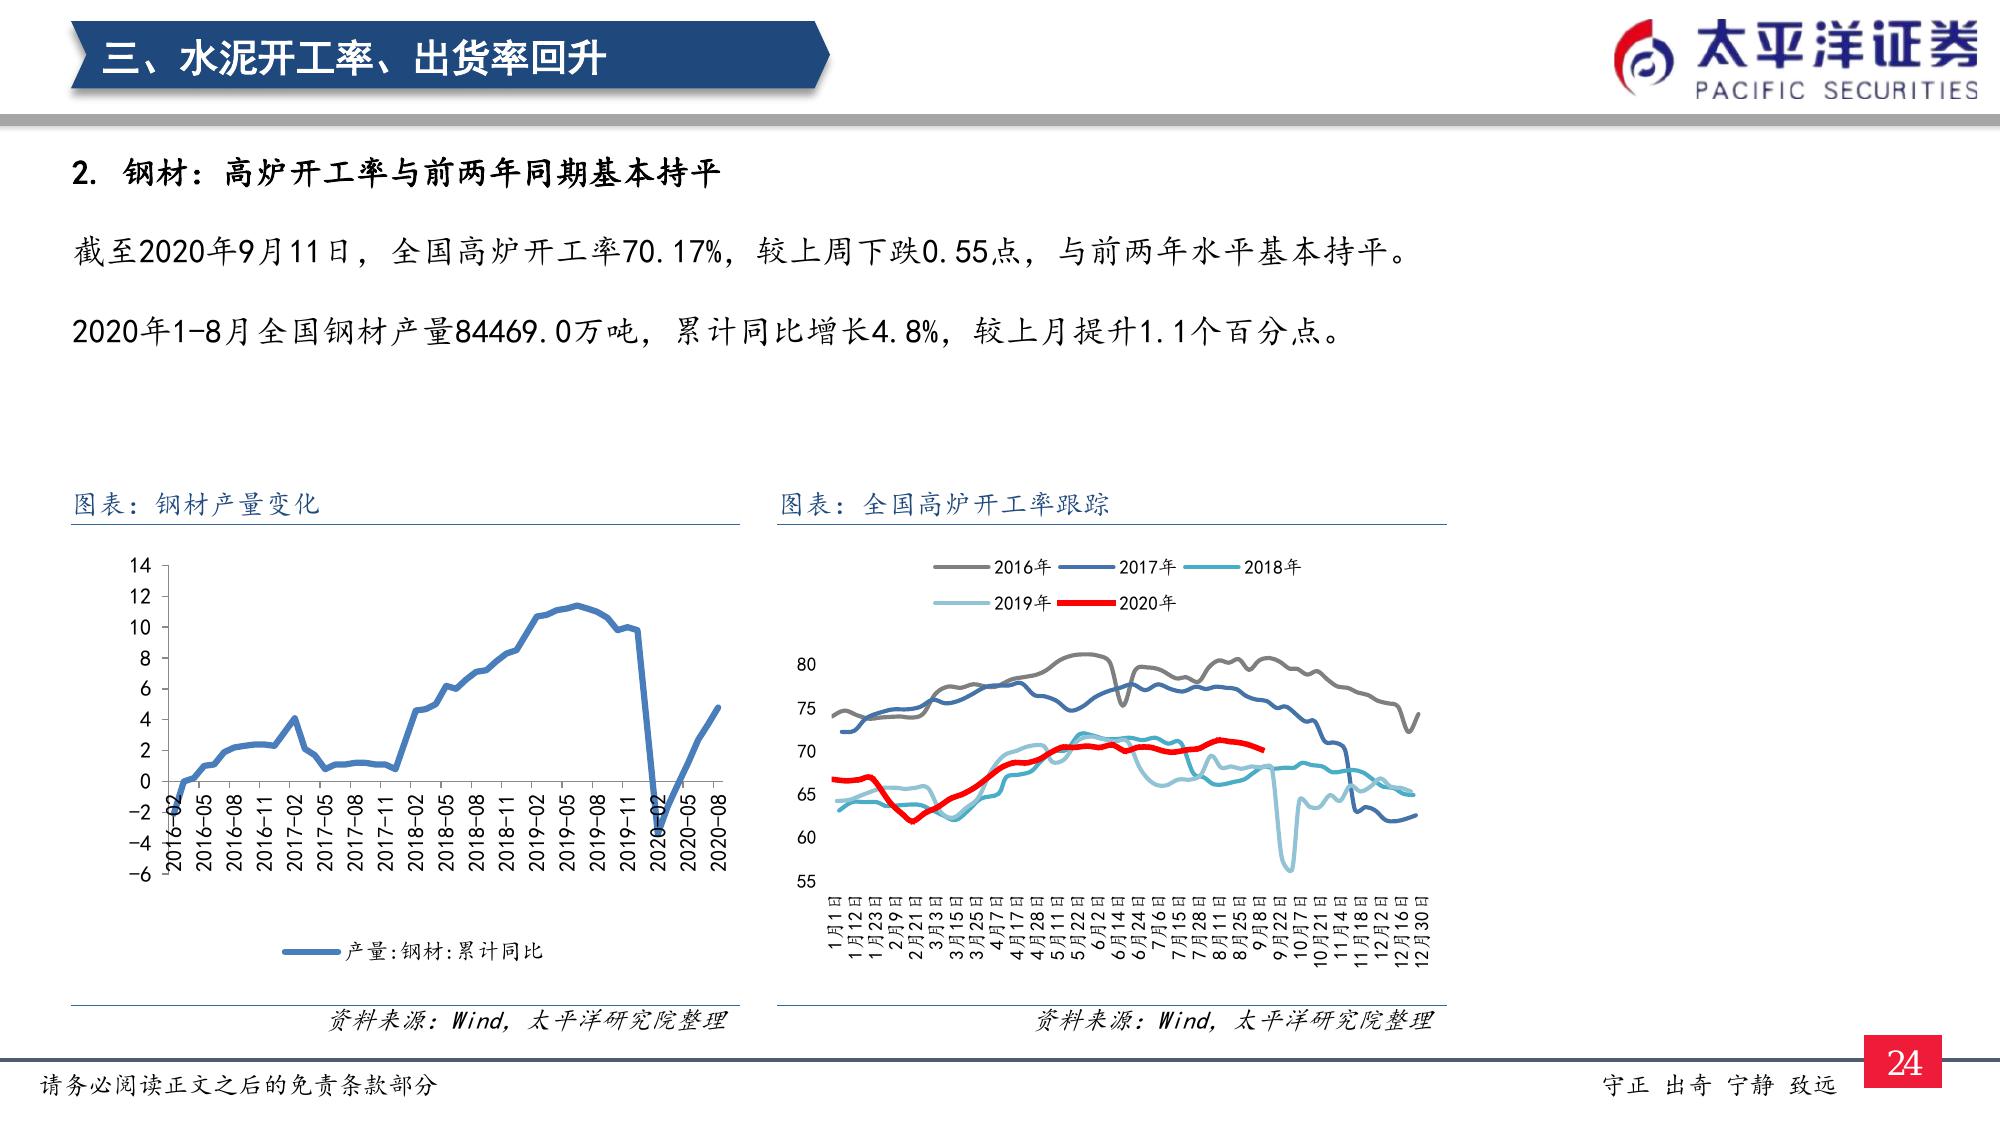 三、水泥开工率、出货率回升
太平洋证券
PACIFIC SECURITIES
2. 钢材：高炉开工率与前两年同期基本持平
截至2020年9月11日，全国高炉开工率70.17%，较上周下跌0.55点，与前两年水平基本持平。
2020年1-8月全国钢材产量84469.0万吨，累计同比增长4.8%，较上月提升1.1个百分点。
图表：钢材产量变化
14
12
10
8
6
4
2
0
-2
-4
-6
2016-02 2016-05 2016-08 2016-11 2017-02 2017-05 2017-08 2017-11 2018-02 2018-05 2018-08 2018-11 2019-02 2019-05 2019-08 2019-11 2020-02 2020-05 2020-08
产量:钢材:累计同比
资料来源：Wind，太平洋研究院整理
图表：全国高炉开工率跟踪
2016年 2017年 2018年
2019年 2020年
80
75
70
65
60
55
1月1日 1月12日 1月23日 2月9日 2月21日 3月3日 3月15日 3月25日 4月7日 4月17日 4月28日 5月11日 5月22日 6月2日 6月14日 6月24日 7月6日 7月15日 7月28日 8月11日 8月25日 9月8日 9月22日 10月7日 10月21日 11月4日 11月18日 12月2日 12月16日 12月30日
资料来源：Wind，太平洋研究院整理
请务必阅读正文之后的免责条款部分
守正 出奇 宁静 致远
24